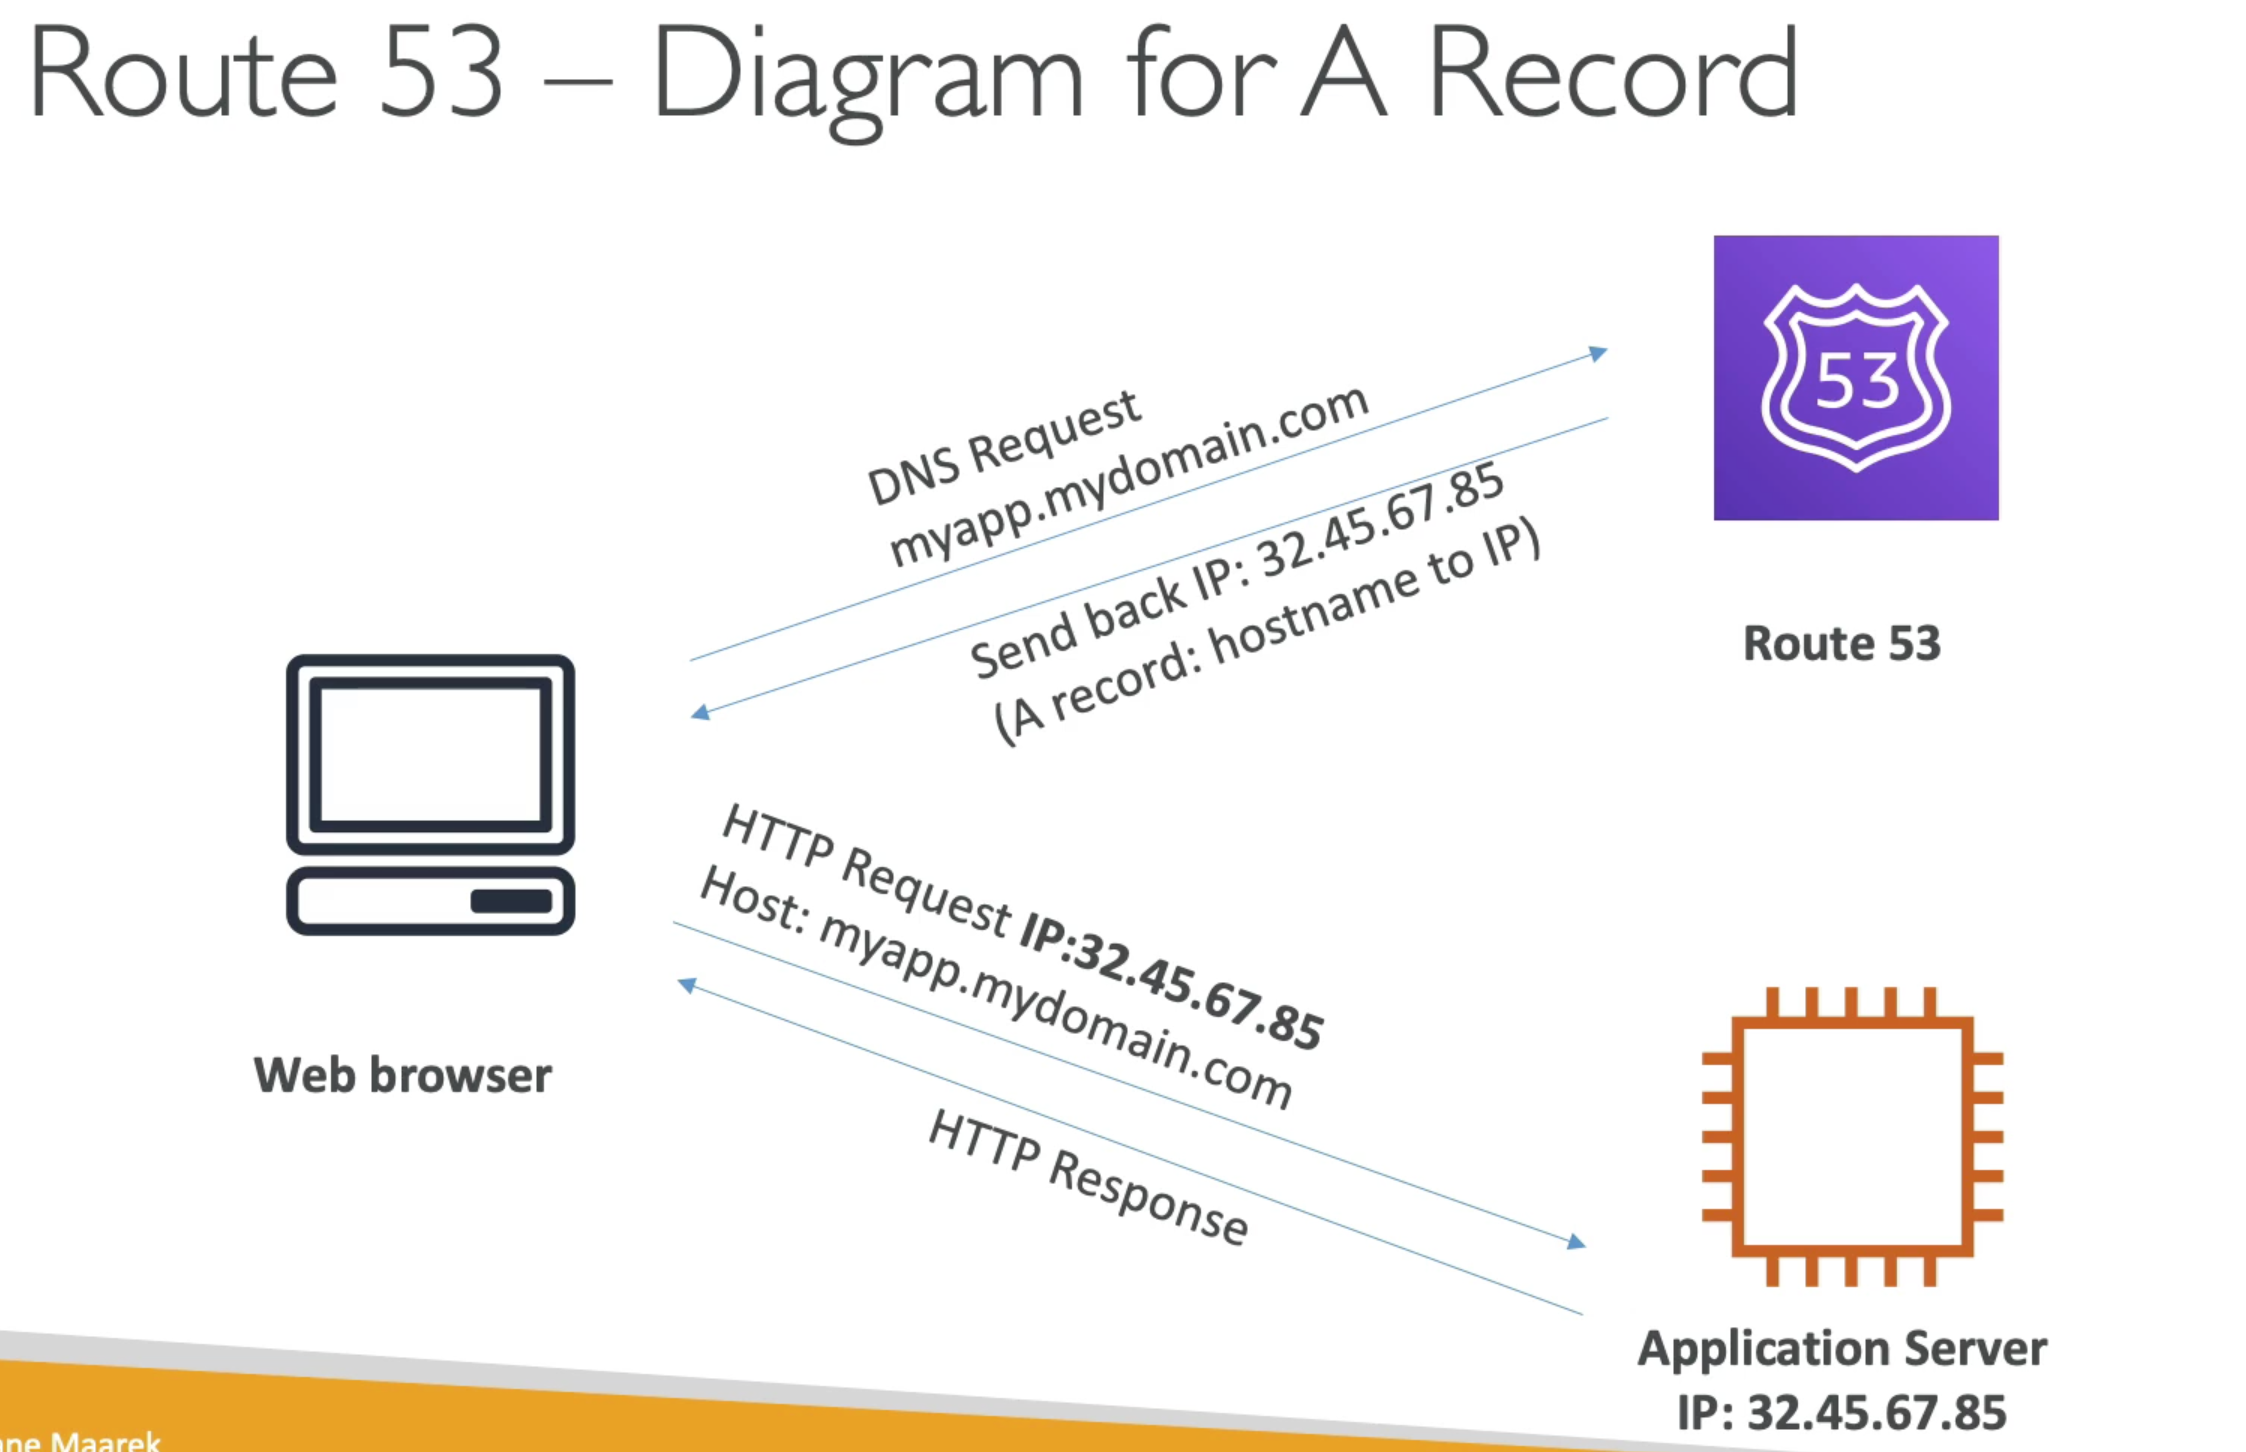 Route 53 – Diagram for A Record
53
DNS Request
myapp.mydomain.com
Send back IP: 32.45.67.85
(A record: hostname to IP)
Route 53
HTTP Request IP:32.45.67.85
Host: myapp.mydomain.com
Web browser
HTTP Response
Application Server
IP: 32.45.67.85
Maarek